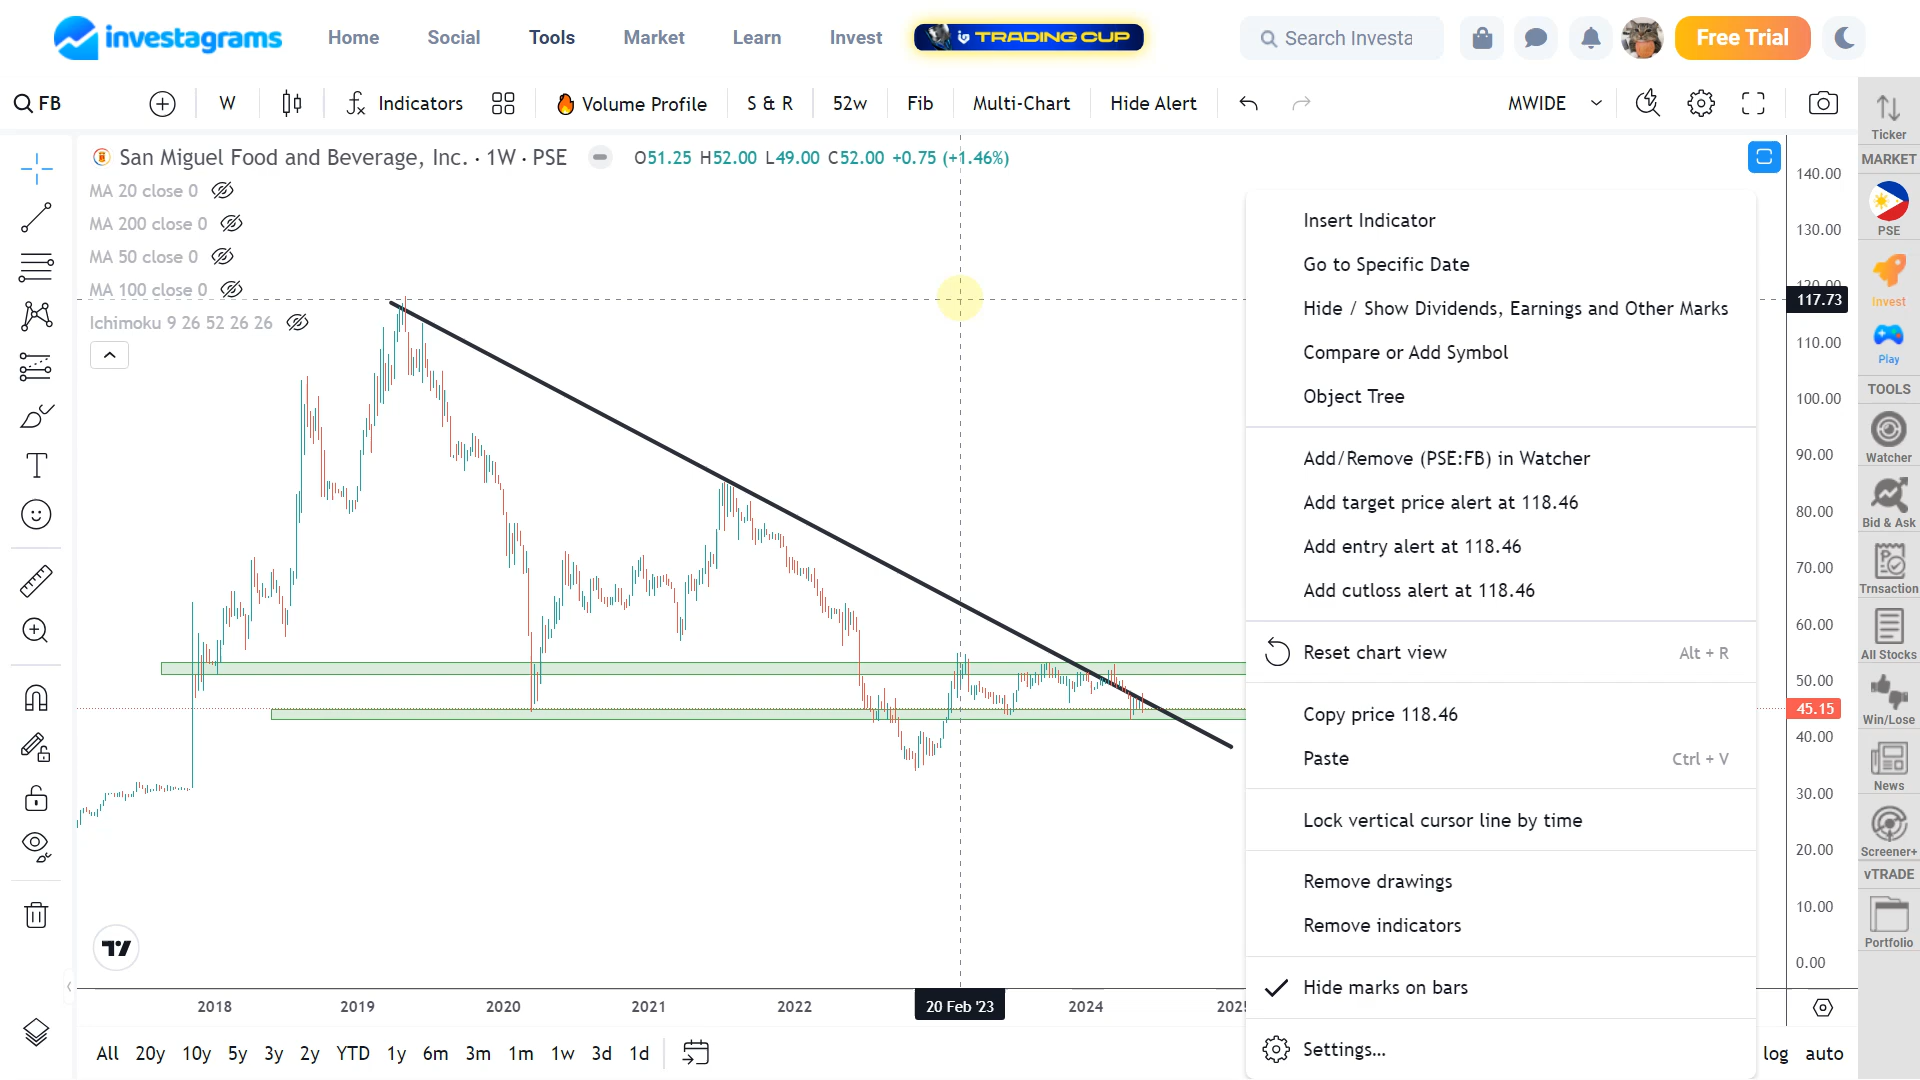 investagrams
Home
Social
Tools
Market
Learn
Invest
TRADING CUP
Search Investa
Free Trial
FB
W
Indicators
Volume Profile
S & R
52w
Fib
Multi-Chart
Hide Alert
MWIDE
San Miguel Food and Beverage, Inc. · 1W · PSE
O51.25 H52.00 L49.00 C52.00 +0.75 (+1.46%)
MA 20 close 0
MA 200 close 0
MA 50 close 0
MA 100 close 0
Ichimoku 9 26 52 26 26
Insert Indicator
Go to Specific Date
Hide / Show Dividends, Earnings and Other Marks
Compare or Add Symbol
Object Tree
Add/Remove (PSE:FB) in Watcher
Add target price alert at 118.46
Add entry alert at 118.46
Add cutloss alert at 118.46
Reset chart view Alt + R
Copy price 118.46
Paste Ctrl + V
Lock vertical cursor line by time
Remove drawings
Remove indicators
Hide marks on bars
Settings...
140.00
130.00
120.00
117.73
110.00
100.00
90.00
80.00
70.00
60.00
50.00
45.15
40.00
30.00
20.00
10.00
0.00
2018
2019
2020
2021
2022
20 Feb '23
2024
2025
All
20y
10y
5y
3y
2y
YTD
1y
6m
3m
1m
1w
3d
1d
log
auto
Ticker
MARKET
PSE
Invest
Play
TOOLS
Watcher
Bid & Ask
Trnsaction
All Stocks
Win/Lose
News
Screener+
vTRADE
Portfolio